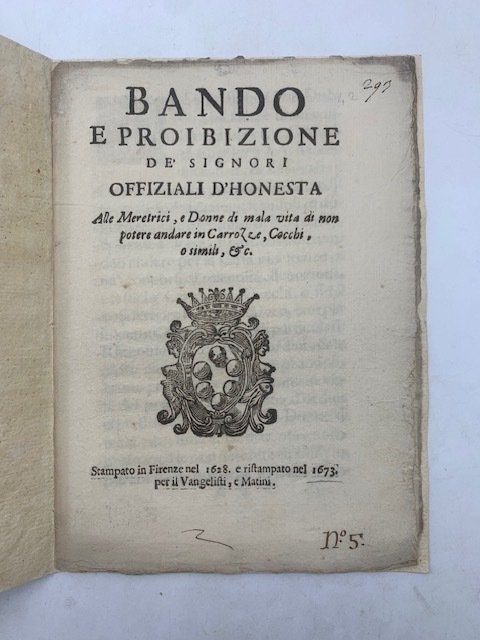 297
BANDO
E PROIBIZIONE
DE' SIGNORI
OFFIZIALI D'HONESTA
Alle Meretrici, e Donne di mala vita di non
potere andare in Carrozze, Cocchi,
o simili, &c.
Stampato in Firenze nel 1628. e ristampato nel 1673.
per il Vangelisti, e Matini.
N.º 5.